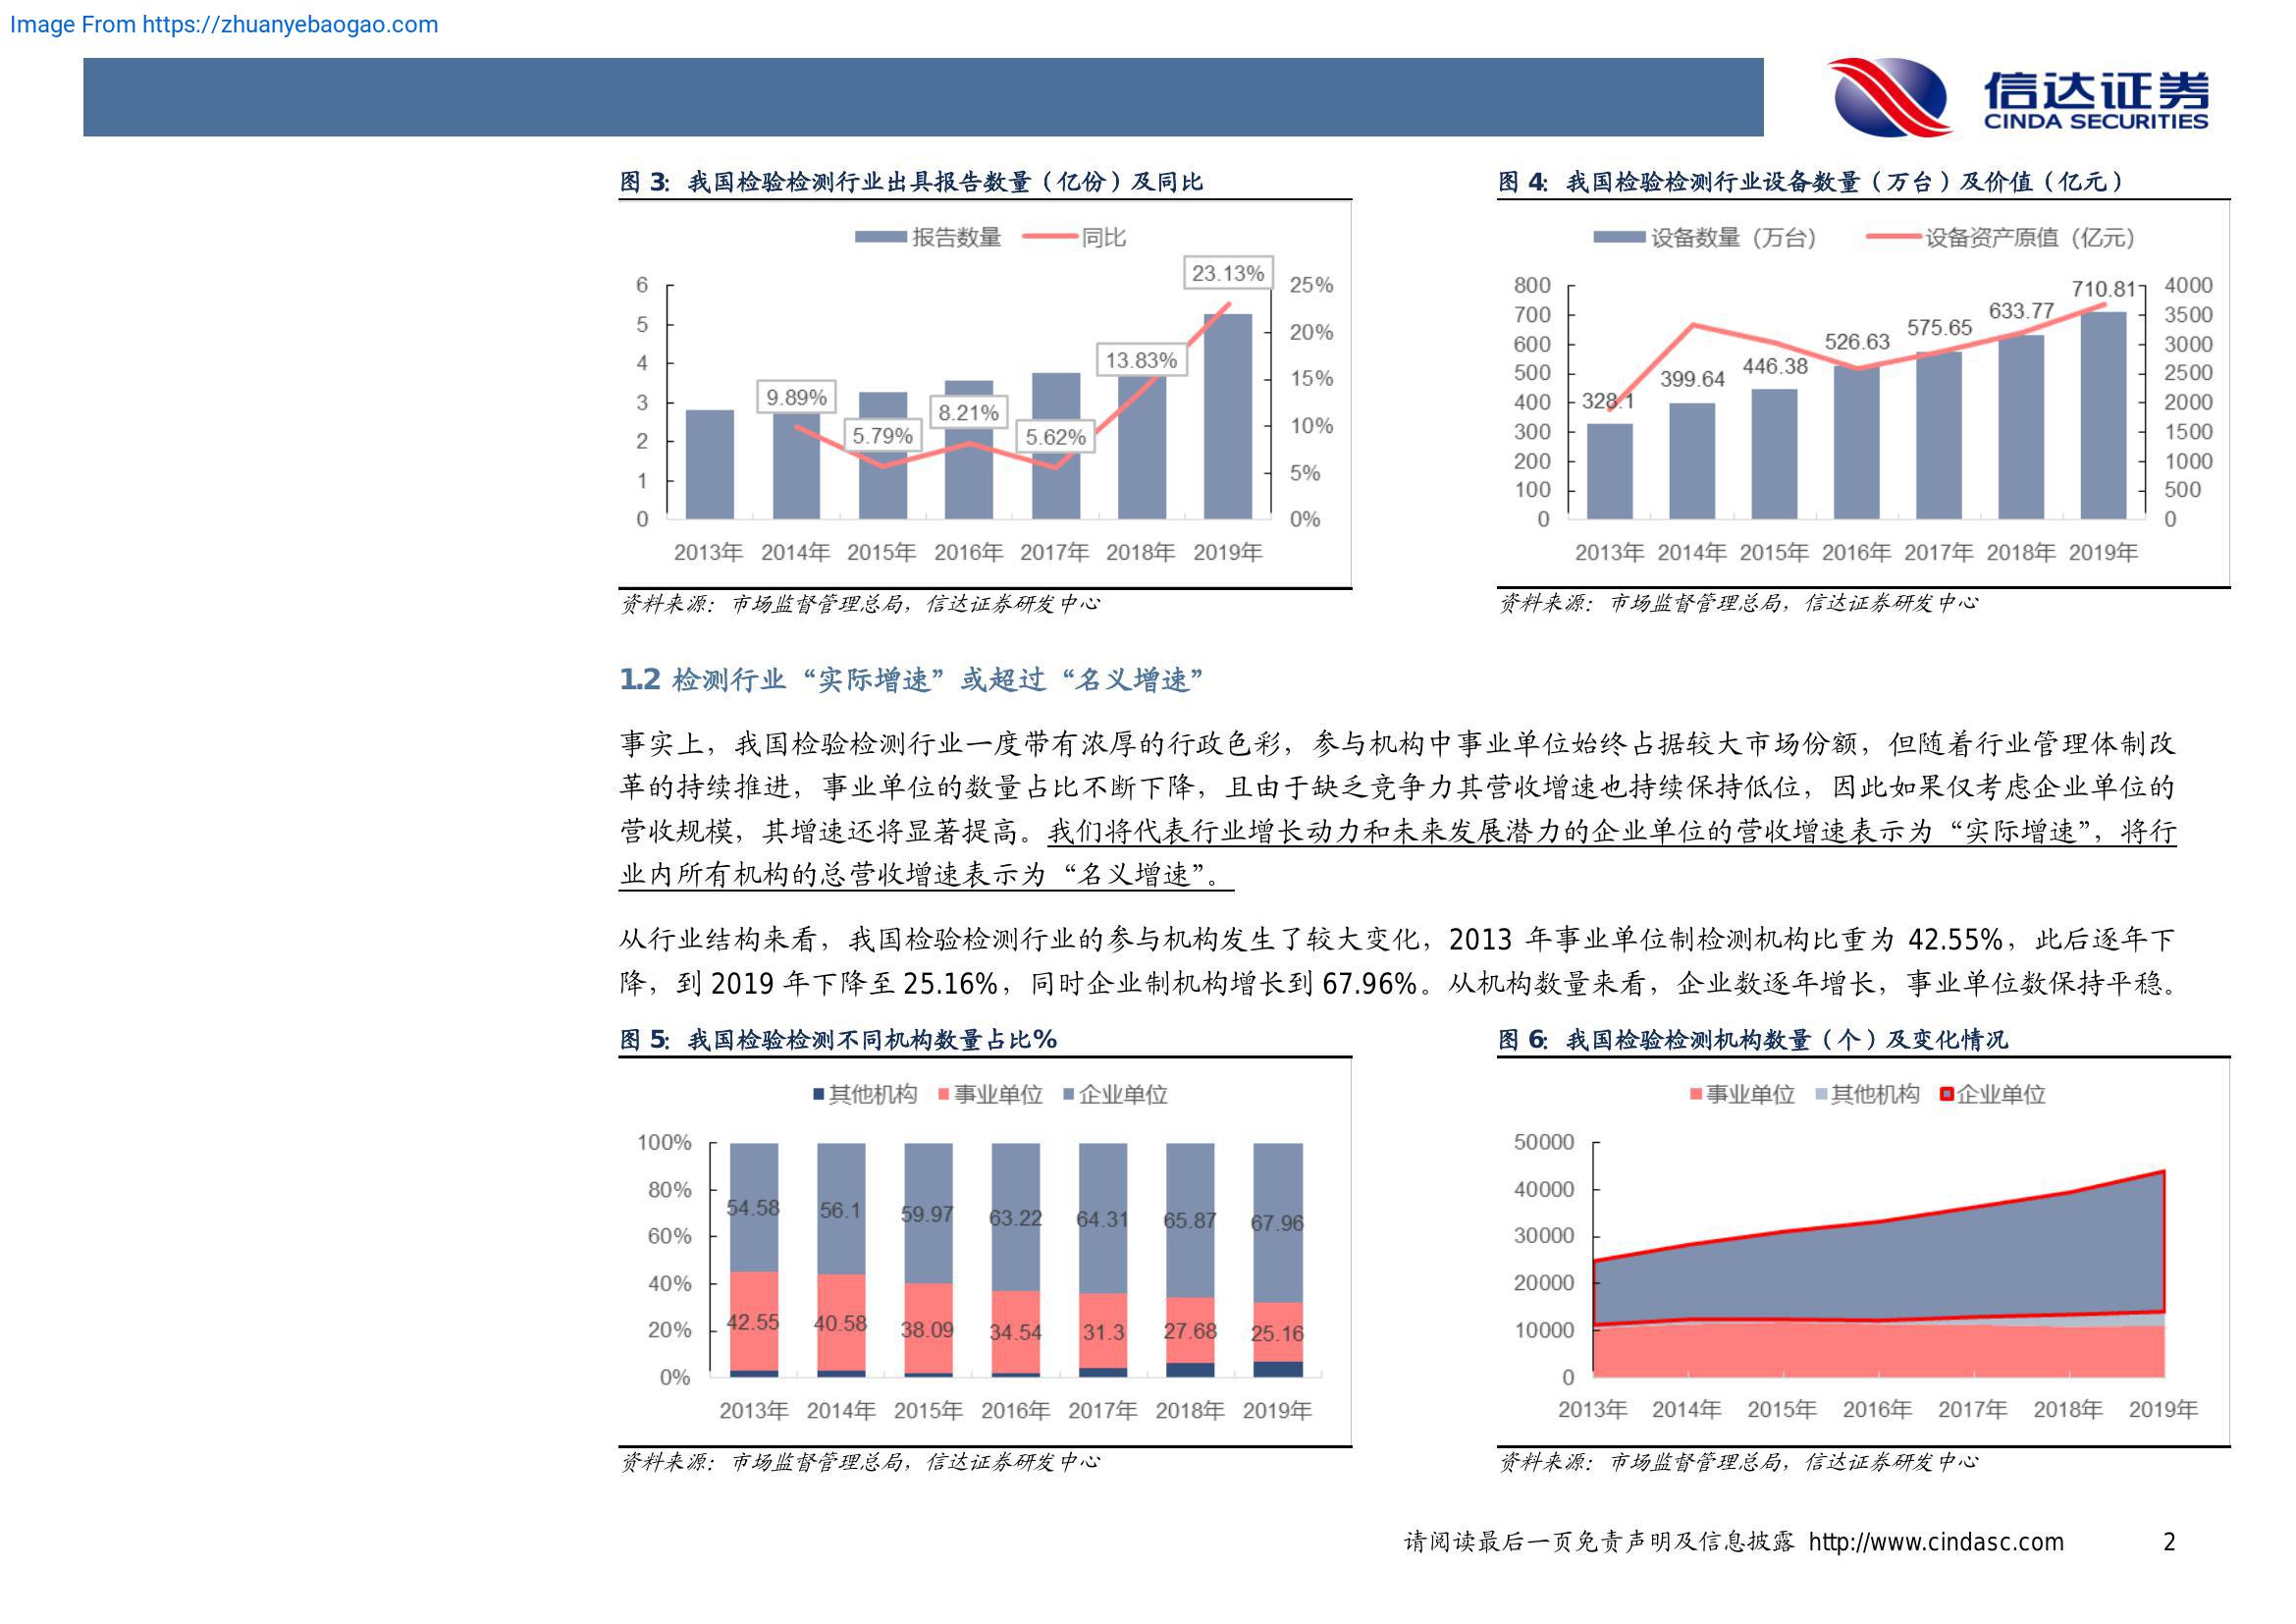 Image From https://zhuanyebaogao.com
信达证券
CINDA SECURITIES
图 3：我国检验检测行业出具报告数量（亿份）及同比
报告数量 同比
6
5
4
3
2
1
0
25%
20%
15%
10%
5%
0%
9.89%
5.79%
8.21%
5.62%
13.83%
23.13%
2013年 2014年 2015年 2016年 2017年 2018年 2019年
资料来源：市场监督管理总局，信达证券研发中心
图 4：我国检验检测行业设备数量（万台）及价值（亿元）
设备数量（万台） 设备资产原值（亿元）
800
700
600
500
400
300
200
100
0
4000
3500
3000
2500
2000
1500
1000
500
0
328.1
399.64
446.38
526.63
575.65
633.77
710.81
2013年 2014年 2015年 2016年 2017年 2018年 2019年
资料来源：市场监督管理总局，信达证券研发中心
1.2 检测行业“实际增速”或超过“名义增速”
事实上，我国检验检测行业一度带有浓厚的行政色彩，参与机构中事业单位始终占据较大市场份额，但随着行业管理体制改
革的持续推进，事业单位的数量占比不断下降，且由于缺乏竞争力其营收增速也持续保持低位，因此如果仅考虑企业单位的
营收规模，其增速还将显著提高。我们将代表行业增长动力和未来发展潜力的企业单位的营收增速表示为“实际增速”，将行
业内所有机构的总营收增速表示为“名义增速”。
从行业结构来看，我国检验检测行业的参与机构发生了较大变化，2013 年事业单位制检测机构比重为 42.55%，此后逐年下
降，到 2019 年下降至 25.16%，同时企业制机构增长到 67.96%。从机构数量来看，企业数逐年增长，事业单位数保持平稳。
图 5：我国检验检测不同机构数量占比%
其他机构 事业单位 企业单位
100%
80%
60%
40%
20%
0%
54.58 56.1 59.97 63.22 64.31 65.87 67.96
42.55 40.58 38.09 34.54 31.3 27.68 25.16
2013年 2014年 2015年 2016年 2017年 2018年 2019年
资料来源：市场监督管理总局，信达证券研发中心
图 6：我国检验检测机构数量（个）及变化情况
事业单位 其他机构 企业单位
50000
40000
30000
20000
10000
0
2013年 2014年 2015年 2016年 2017年 2018年 2019年
资料来源：市场监督管理总局，信达证券研发中心
请阅读最后一页免责声明及信息披露 http://www.cindasc.com 2